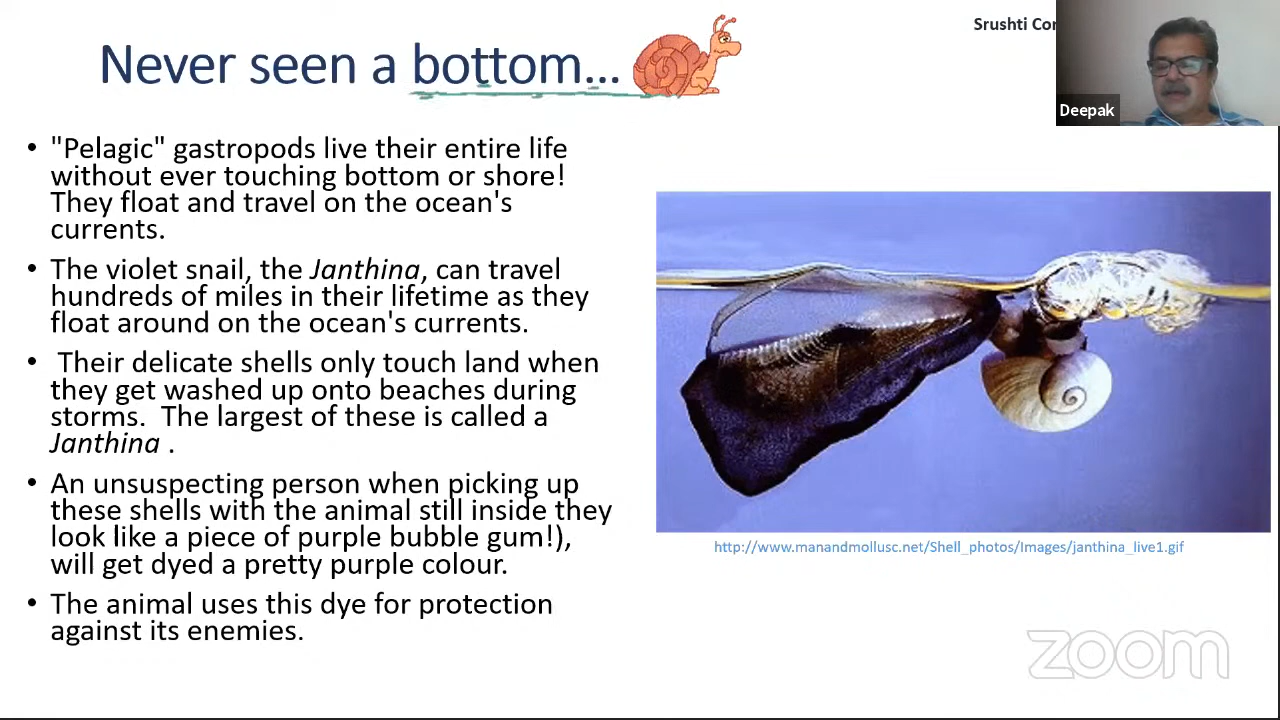 Never seen a bottom...
Srushti
Deepak
• "Pelagic" gastropods live their entire life
without ever touching bottom or shore!
They float and travel on the ocean's
currents.
• The violet snail, the Janthina, can travel
hundreds of miles in their lifetime as they
float around on the ocean's currents.
• Their delicate shells only touch land when
they get washed up onto beaches during
storms. The largest of these is called a
Janthina .
• An unsuspecting person when picking up
these shells with the animal still inside they
look like a piece of purple bubble gum!),
will get dyed a pretty purple colour.
• The animal uses this dye for protection
against its enemies.
http://www.manandmollusc.net/Shell_photos/Images/janthina_live1.gif
zoom